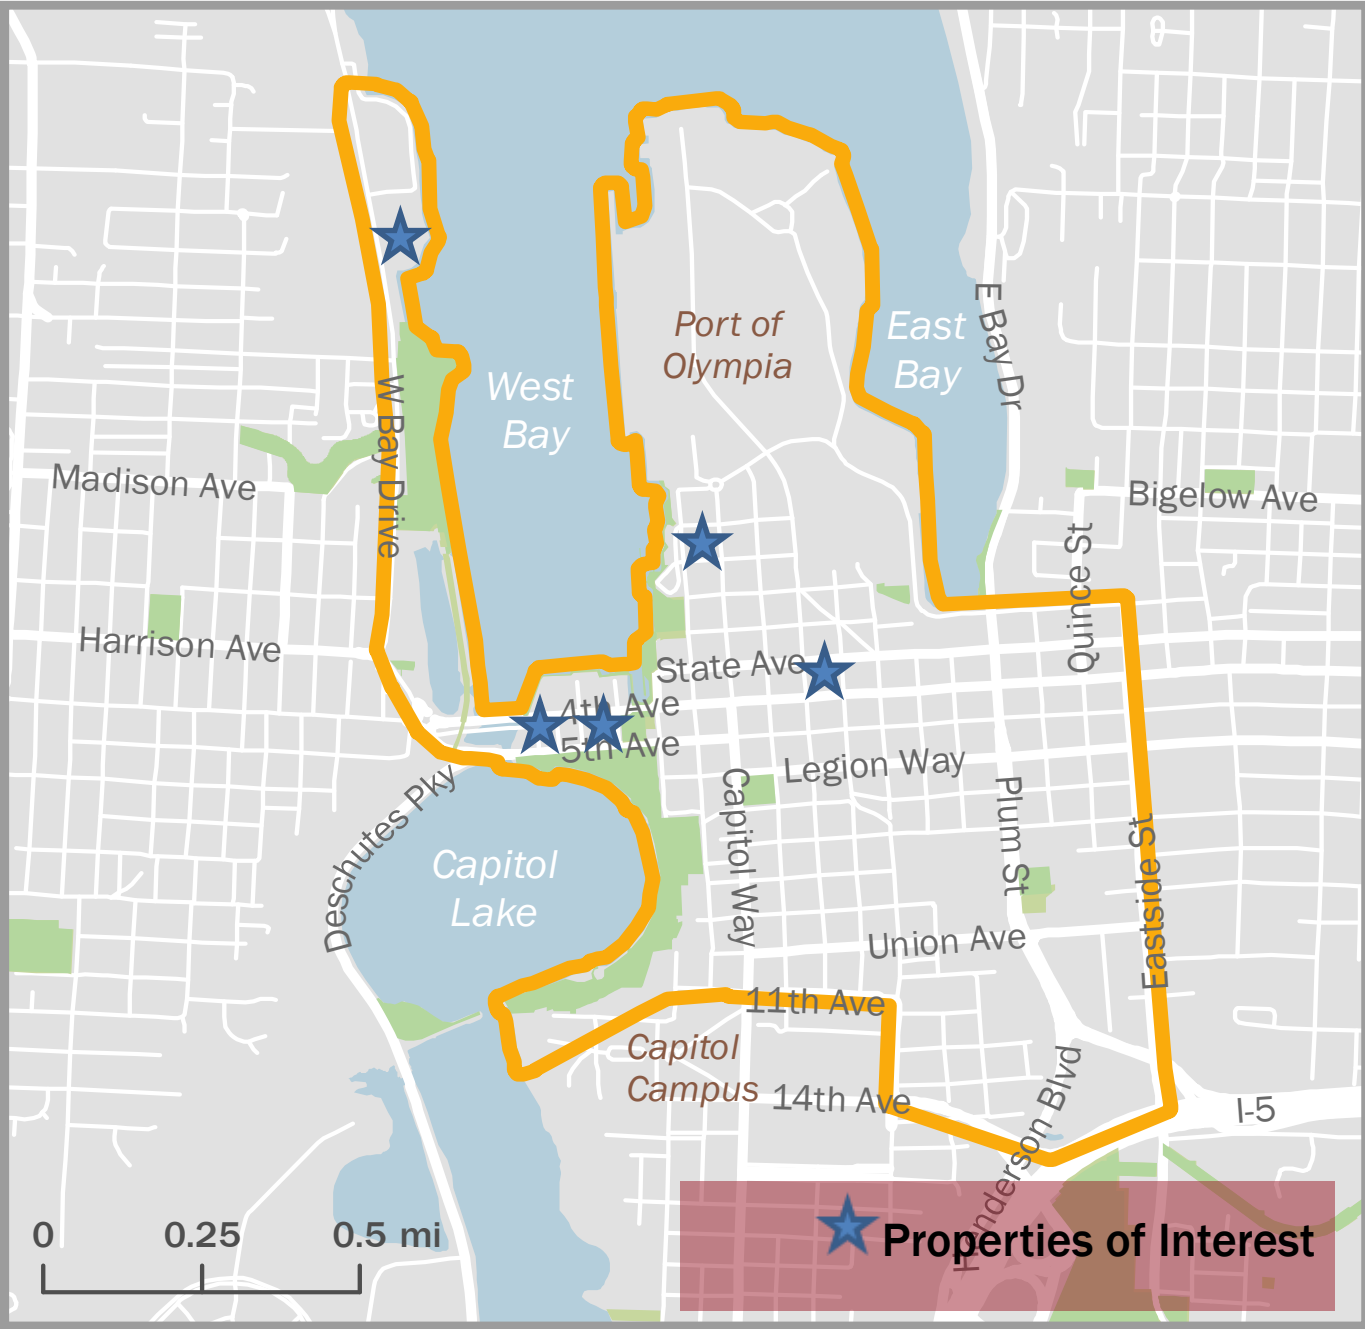 E Bay Dr
Port of
Olympia
East
Bay
West
Bay
W Bay Drive
Madison Ave
Bigelow Ave
Quince St
Harrison Ave
State Ave
4th Ave
5th Ave
Legion Way
Deschutes Pky
Capitol Way
Plum St
Eastside St
Capitol
Lake
Union Ave
11th Ave
Capitol
Campus
14th Ave
Henderson Blvd
I-5
0 0.25 0.5 mi
Properties of Interest